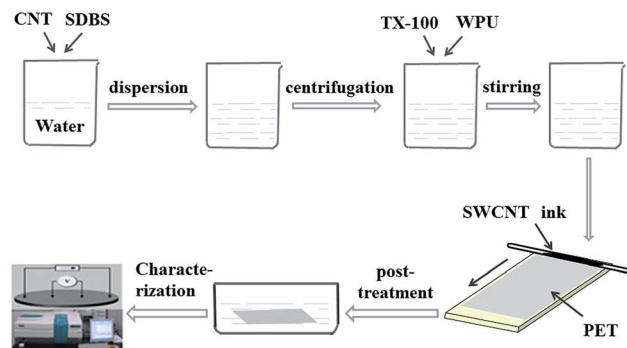 CNT SDBS
Water
dispersion
centrifugation
TX-100 WPU
stirring
SWCNT ink
PET
post-
treatment
Characte-
rization
V